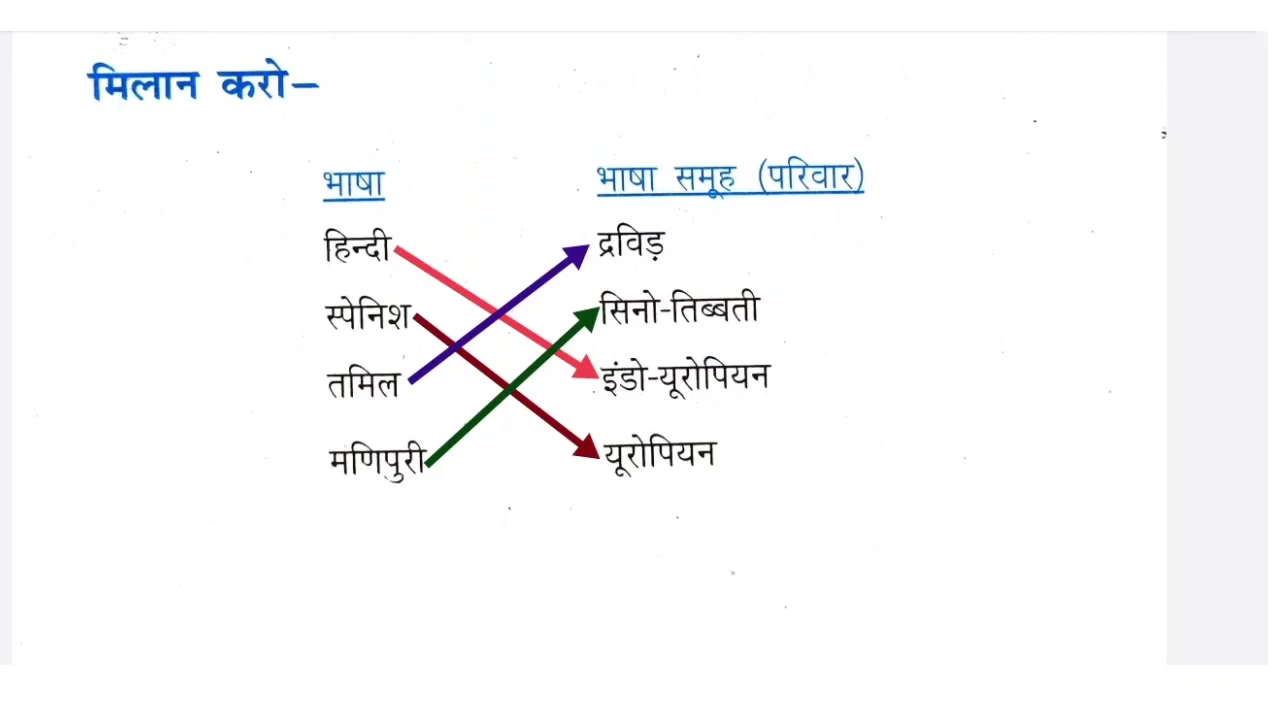 मिलान करो–
भाषा भाषा समूह (परिवार)
हिन्दी द्रविड़
स्पेनिश सिनो-तिब्बती
तमिल इंडो-यूरोपियन
मणिपुरी यूरोपियन